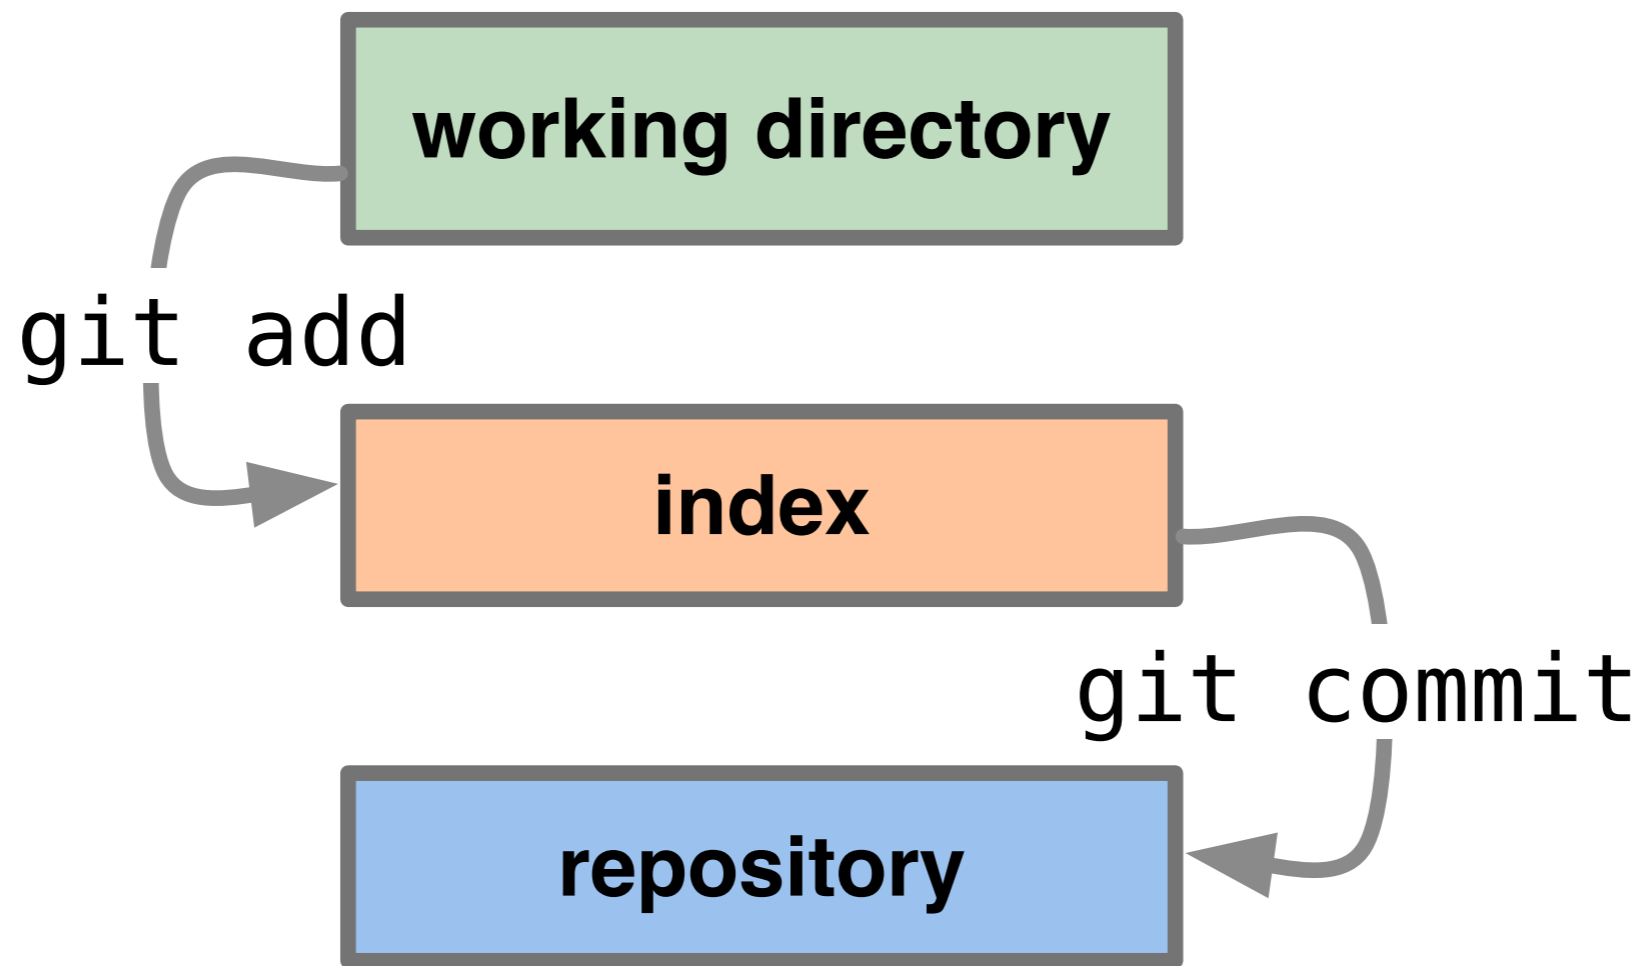 working directory
git add
index
git commit
repository